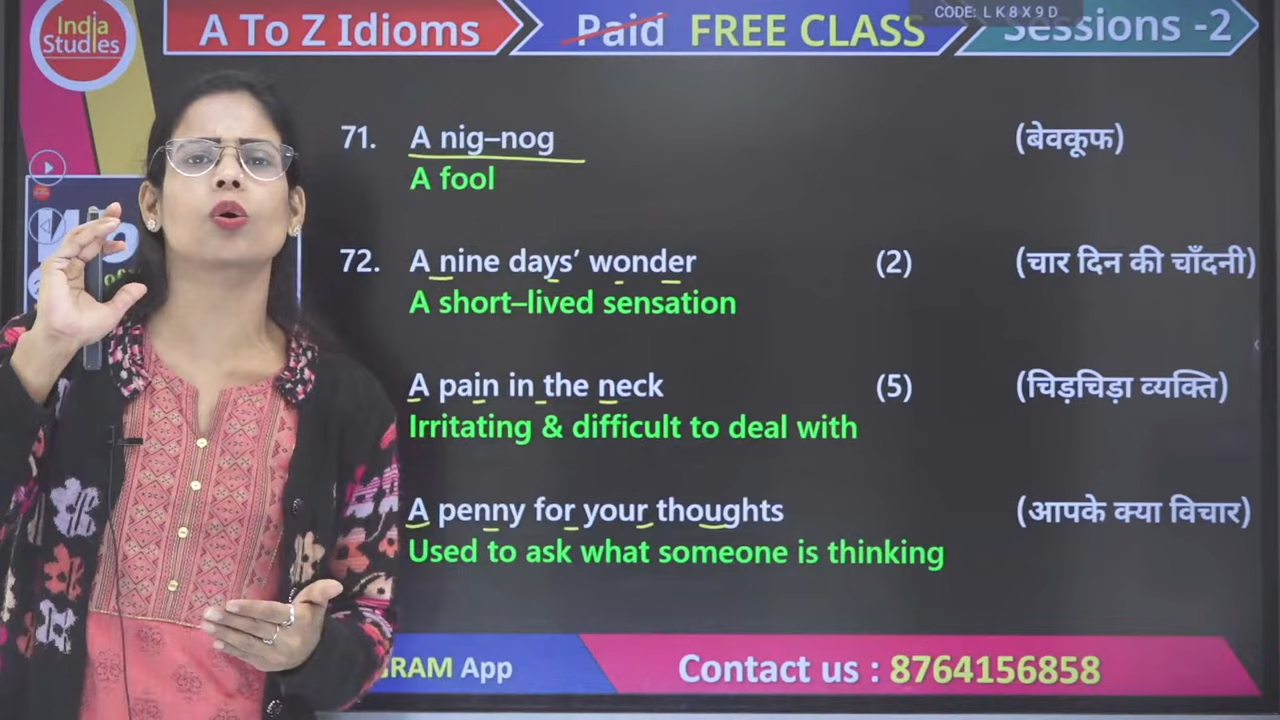 India
Studies
A To Z Idioms
Paid FREE CLASS
Sessions -2
CODE: LK8X9D
71. A nig–nog (बेवकूफ)
A fool
72. A nine days’ wonder (2) (चार दिन की चाँदनी)
A short–lived sensation
A pain in the neck (5) (चिड़चिड़ा व्यक्ति)
Irritating & difficult to deal with
A penny for your thoughts (आपके क्या विचार)
Used to ask what someone is thinking
GRAM App
Contact us : 8764156858